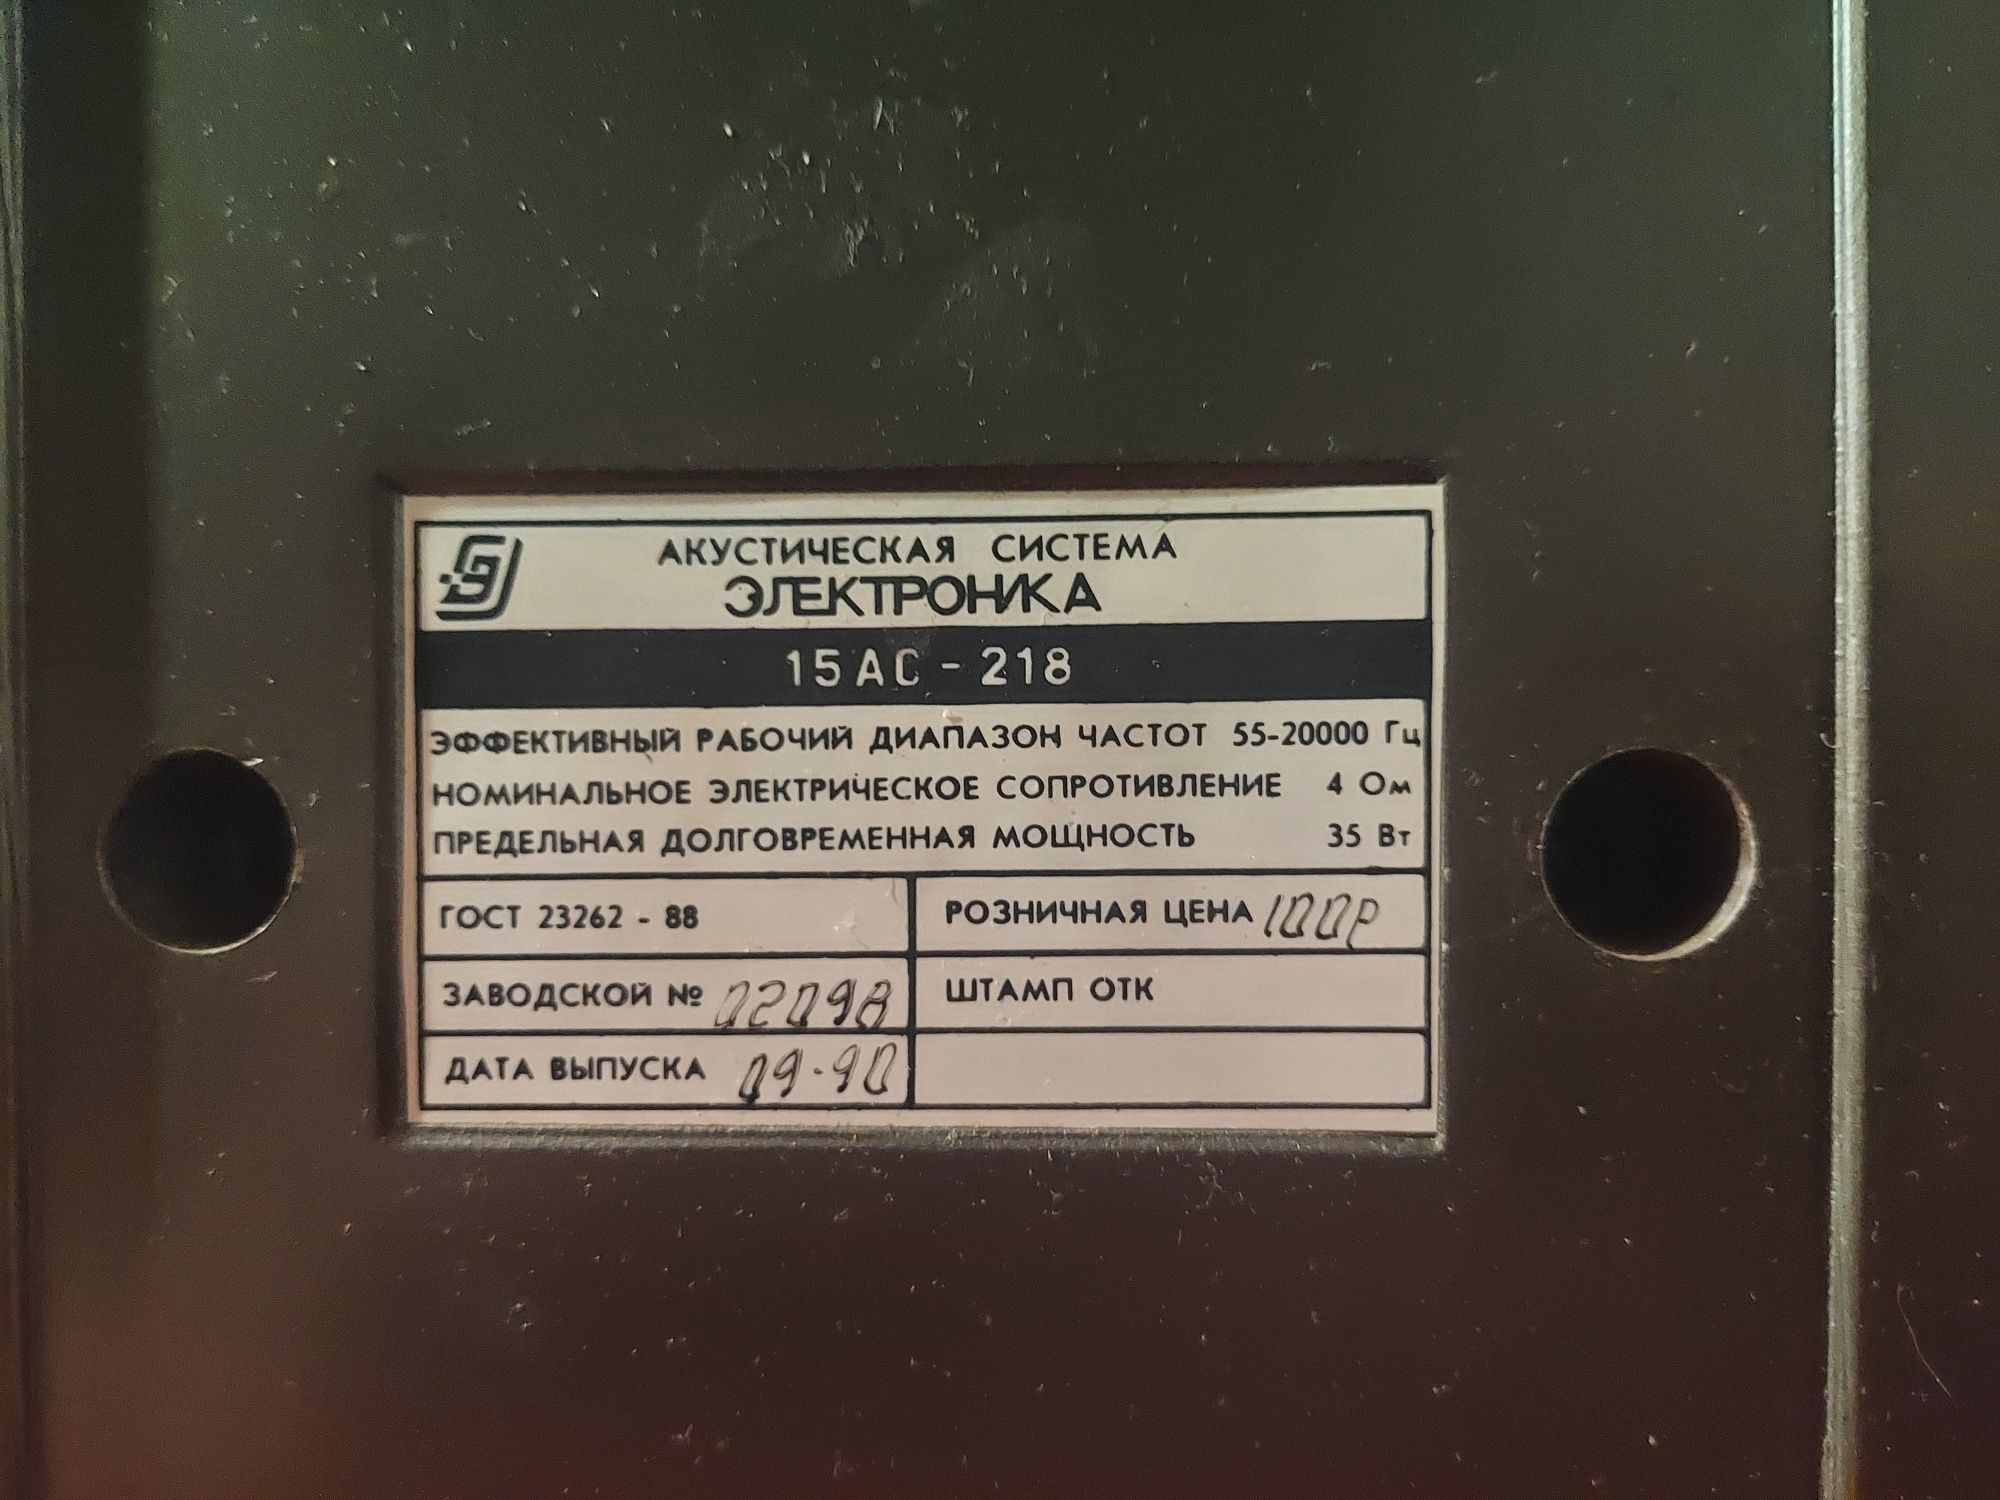 АКУСТИЧЕСКАЯ СИСТЕМА
ЭЛЕКТРОНИКА
15АС-218
ЭФФЕКТИВНЫЙ РАБОЧИЙ ДИАПАЗОН ЧАСТОТ 55-20000 Гц
НОМИНАЛЬНОЕ ЭЛЕКТРИЧЕСКОЕ СОПРОТИВЛЕНИЕ 4 Ом
ПРЕДЕЛЬНАЯ ДОЛГОВРЕМЕННАЯ МОЩНОСТЬ 35 Вт
ГОСТ 23262 - 88
РОЗНИЧНАЯ ЦЕНА 100Р
ЗАВОДСКОЙ № 02098
ШТАМП ОТК
ДАТА ВЫПУСКА 09-90